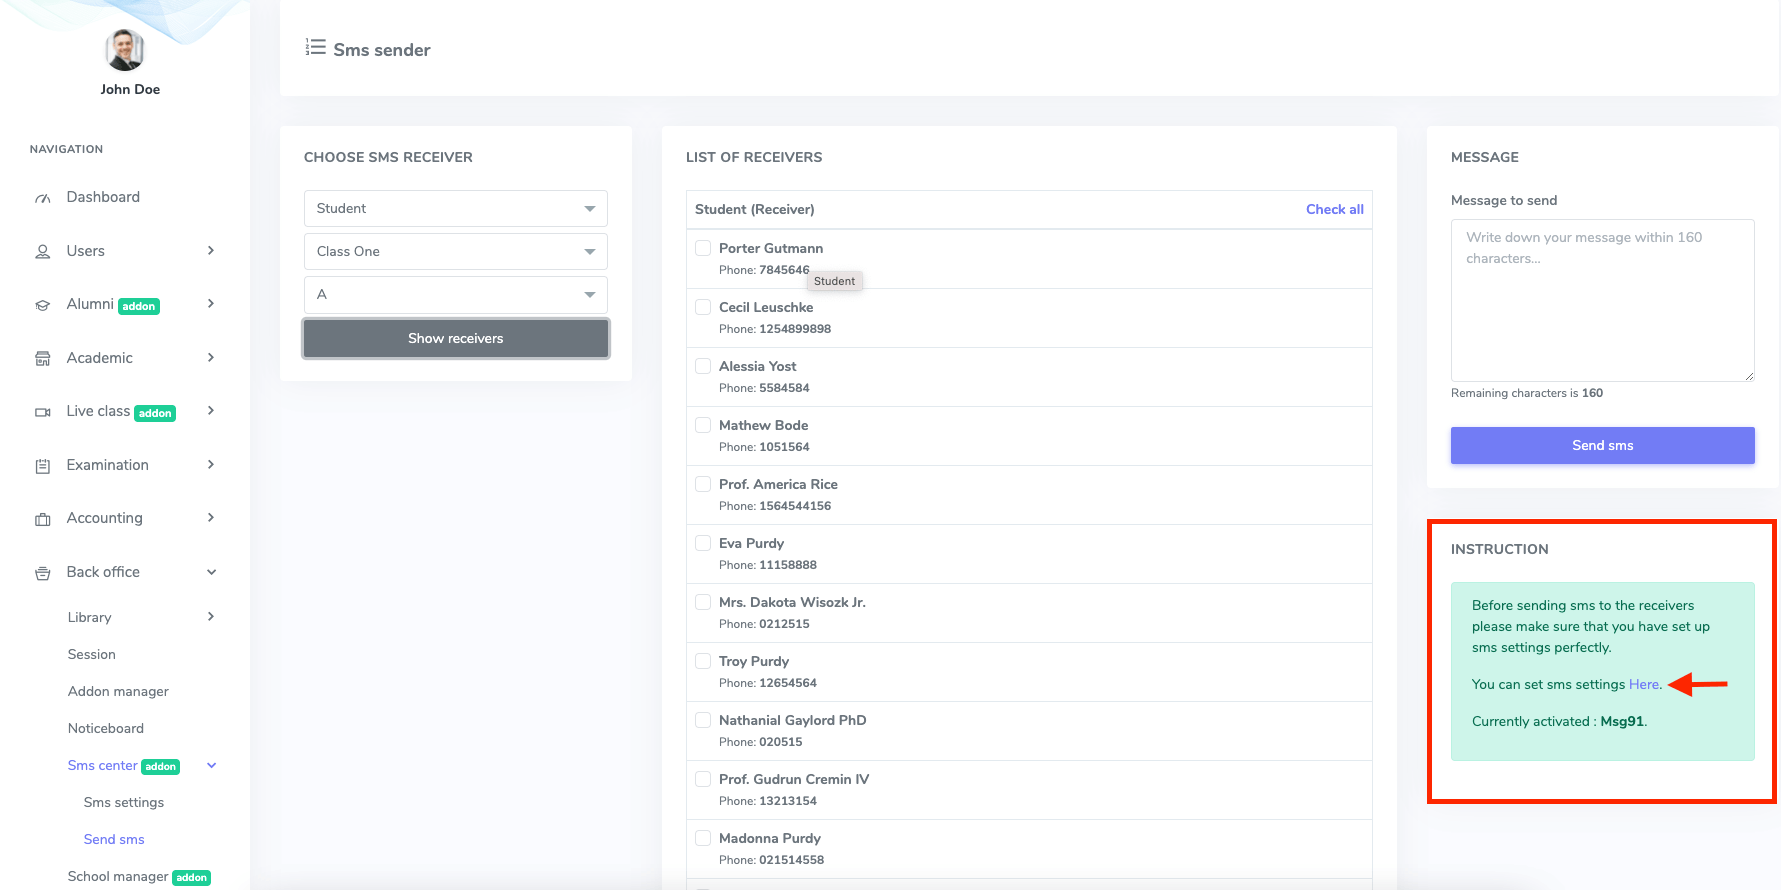 John Doe
NAVIGATION
Dashboard
Users
Alumni addon
Academic
Live class addon
Examination
Accounting
Back office
Library
Session
Addon manager
Noticeboard
Sms center addon
Sms settings
Send sms
School manager addon
Sms sender
CHOOSE SMS RECEIVER
Student
Class One
A
Show receivers
LIST OF RECEIVERS
Student (Receiver) Check all
Porter Gutmann
Phone: 7845646
Student
Cecil Leuschke
Phone: 1254899898
Alessia Yost
Phone: 5584584
Mathew Bode
Phone: 1051564
Prof. America Rice
Phone: 1564544156
Eva Purdy
Phone: 11158888
Mrs. Dakota Wisozk Jr.
Phone: 0212515
Troy Purdy
Phone: 12654564
Nathanial Gaylord PhD
Phone: 020515
Prof. Gudrun Cremin IV
Phone: 13213154
Madonna Purdy
Phone: 021514558
MESSAGE
Message to send
Write down your message within 160
characters...
Remaining characters is 160
Send sms
INSTRUCTION
Before sending sms to the receivers
please make sure that you have set up
sms settings perfectly.
You can set sms settings Here.
Currently activated : Msg91.